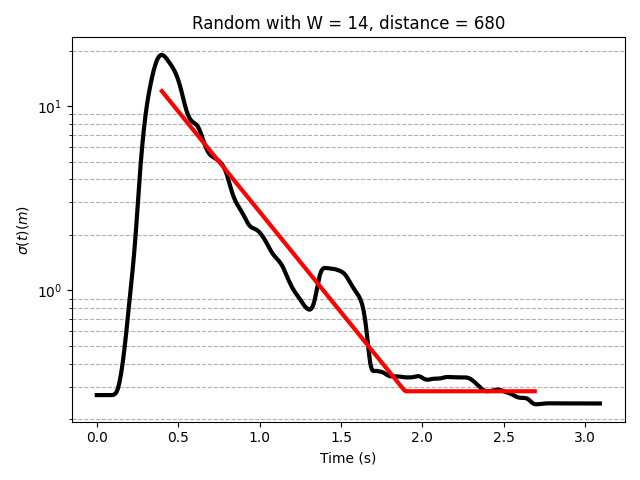 Random with W = 14, distance = 680
σ(t)(m)
10¹
10⁰
0.0 0.5 1.0 1.5 2.0 2.5 3.0
Time (s)